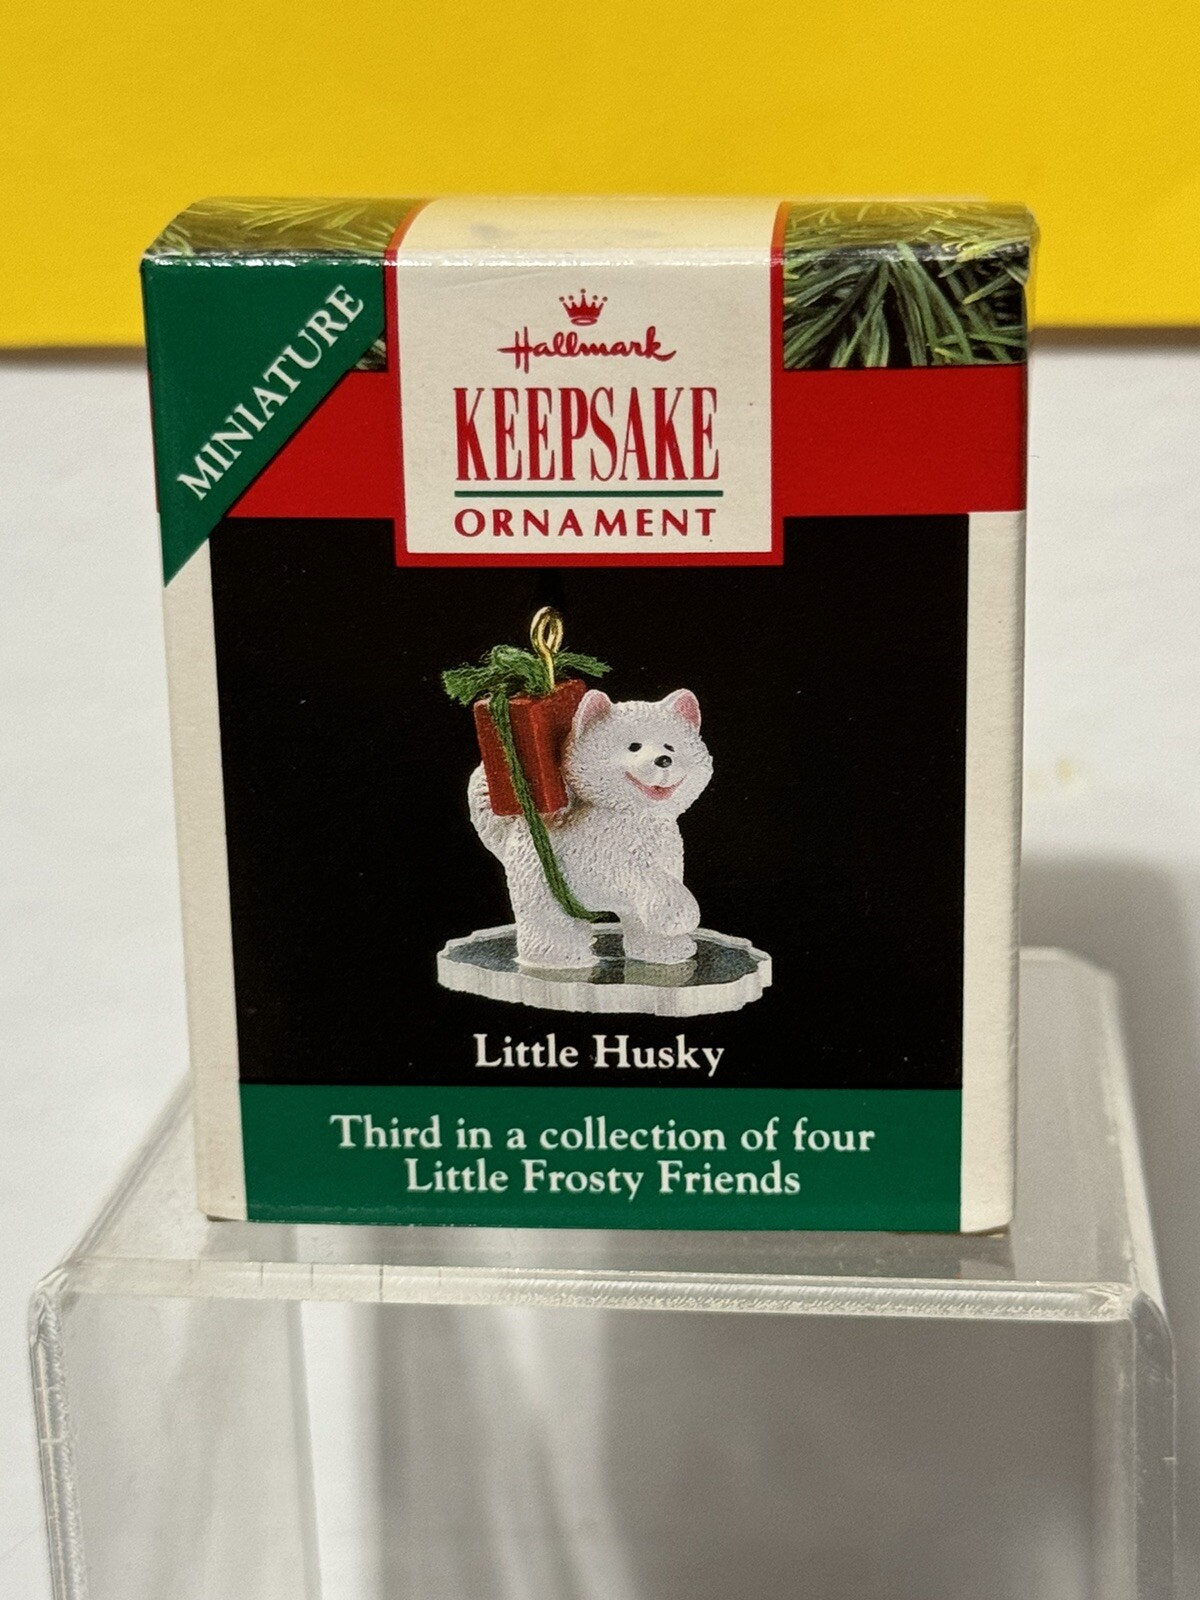 MINIATURE
Hallmark
KEEPSAKE
ORNAMENT
Little Husky
Third in a collection of four
Little Frosty Friends